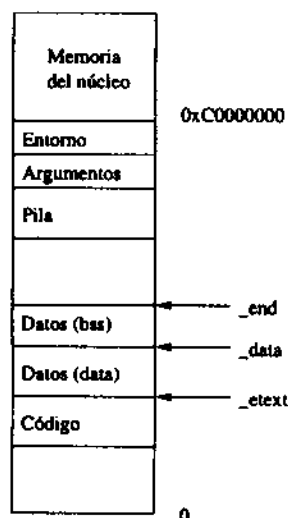 Memoria
del núcleo
0xC0000000
Entorno
Argumentos
Pila
_end
Datos (bss)
_data
Datos (data)
_etext
Código
0